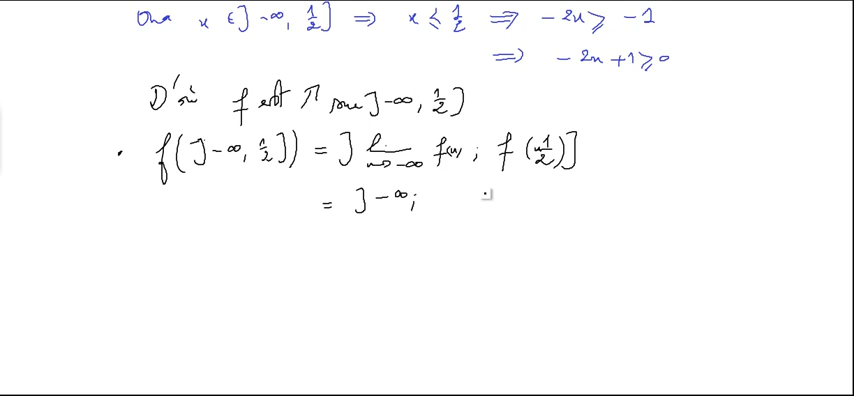 Ona x ∈ ]-∞, 1/2] ⇒ x ≤ 1/2 ⇒ -2x ≥ -1
⇒ -2x + 1 ≥ 0
D'où f est ↗ sur ]-∞, 1/2]
• f(]-∞, 1/2]) = ] lim x→-∞ f(x) ; f(1/2)]
= ]-∞;